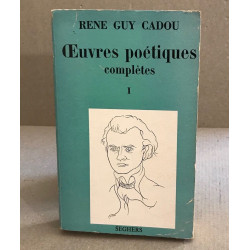 RENE GUY CADOU
Œuvres poétiques
complètes
I
SEGHERS